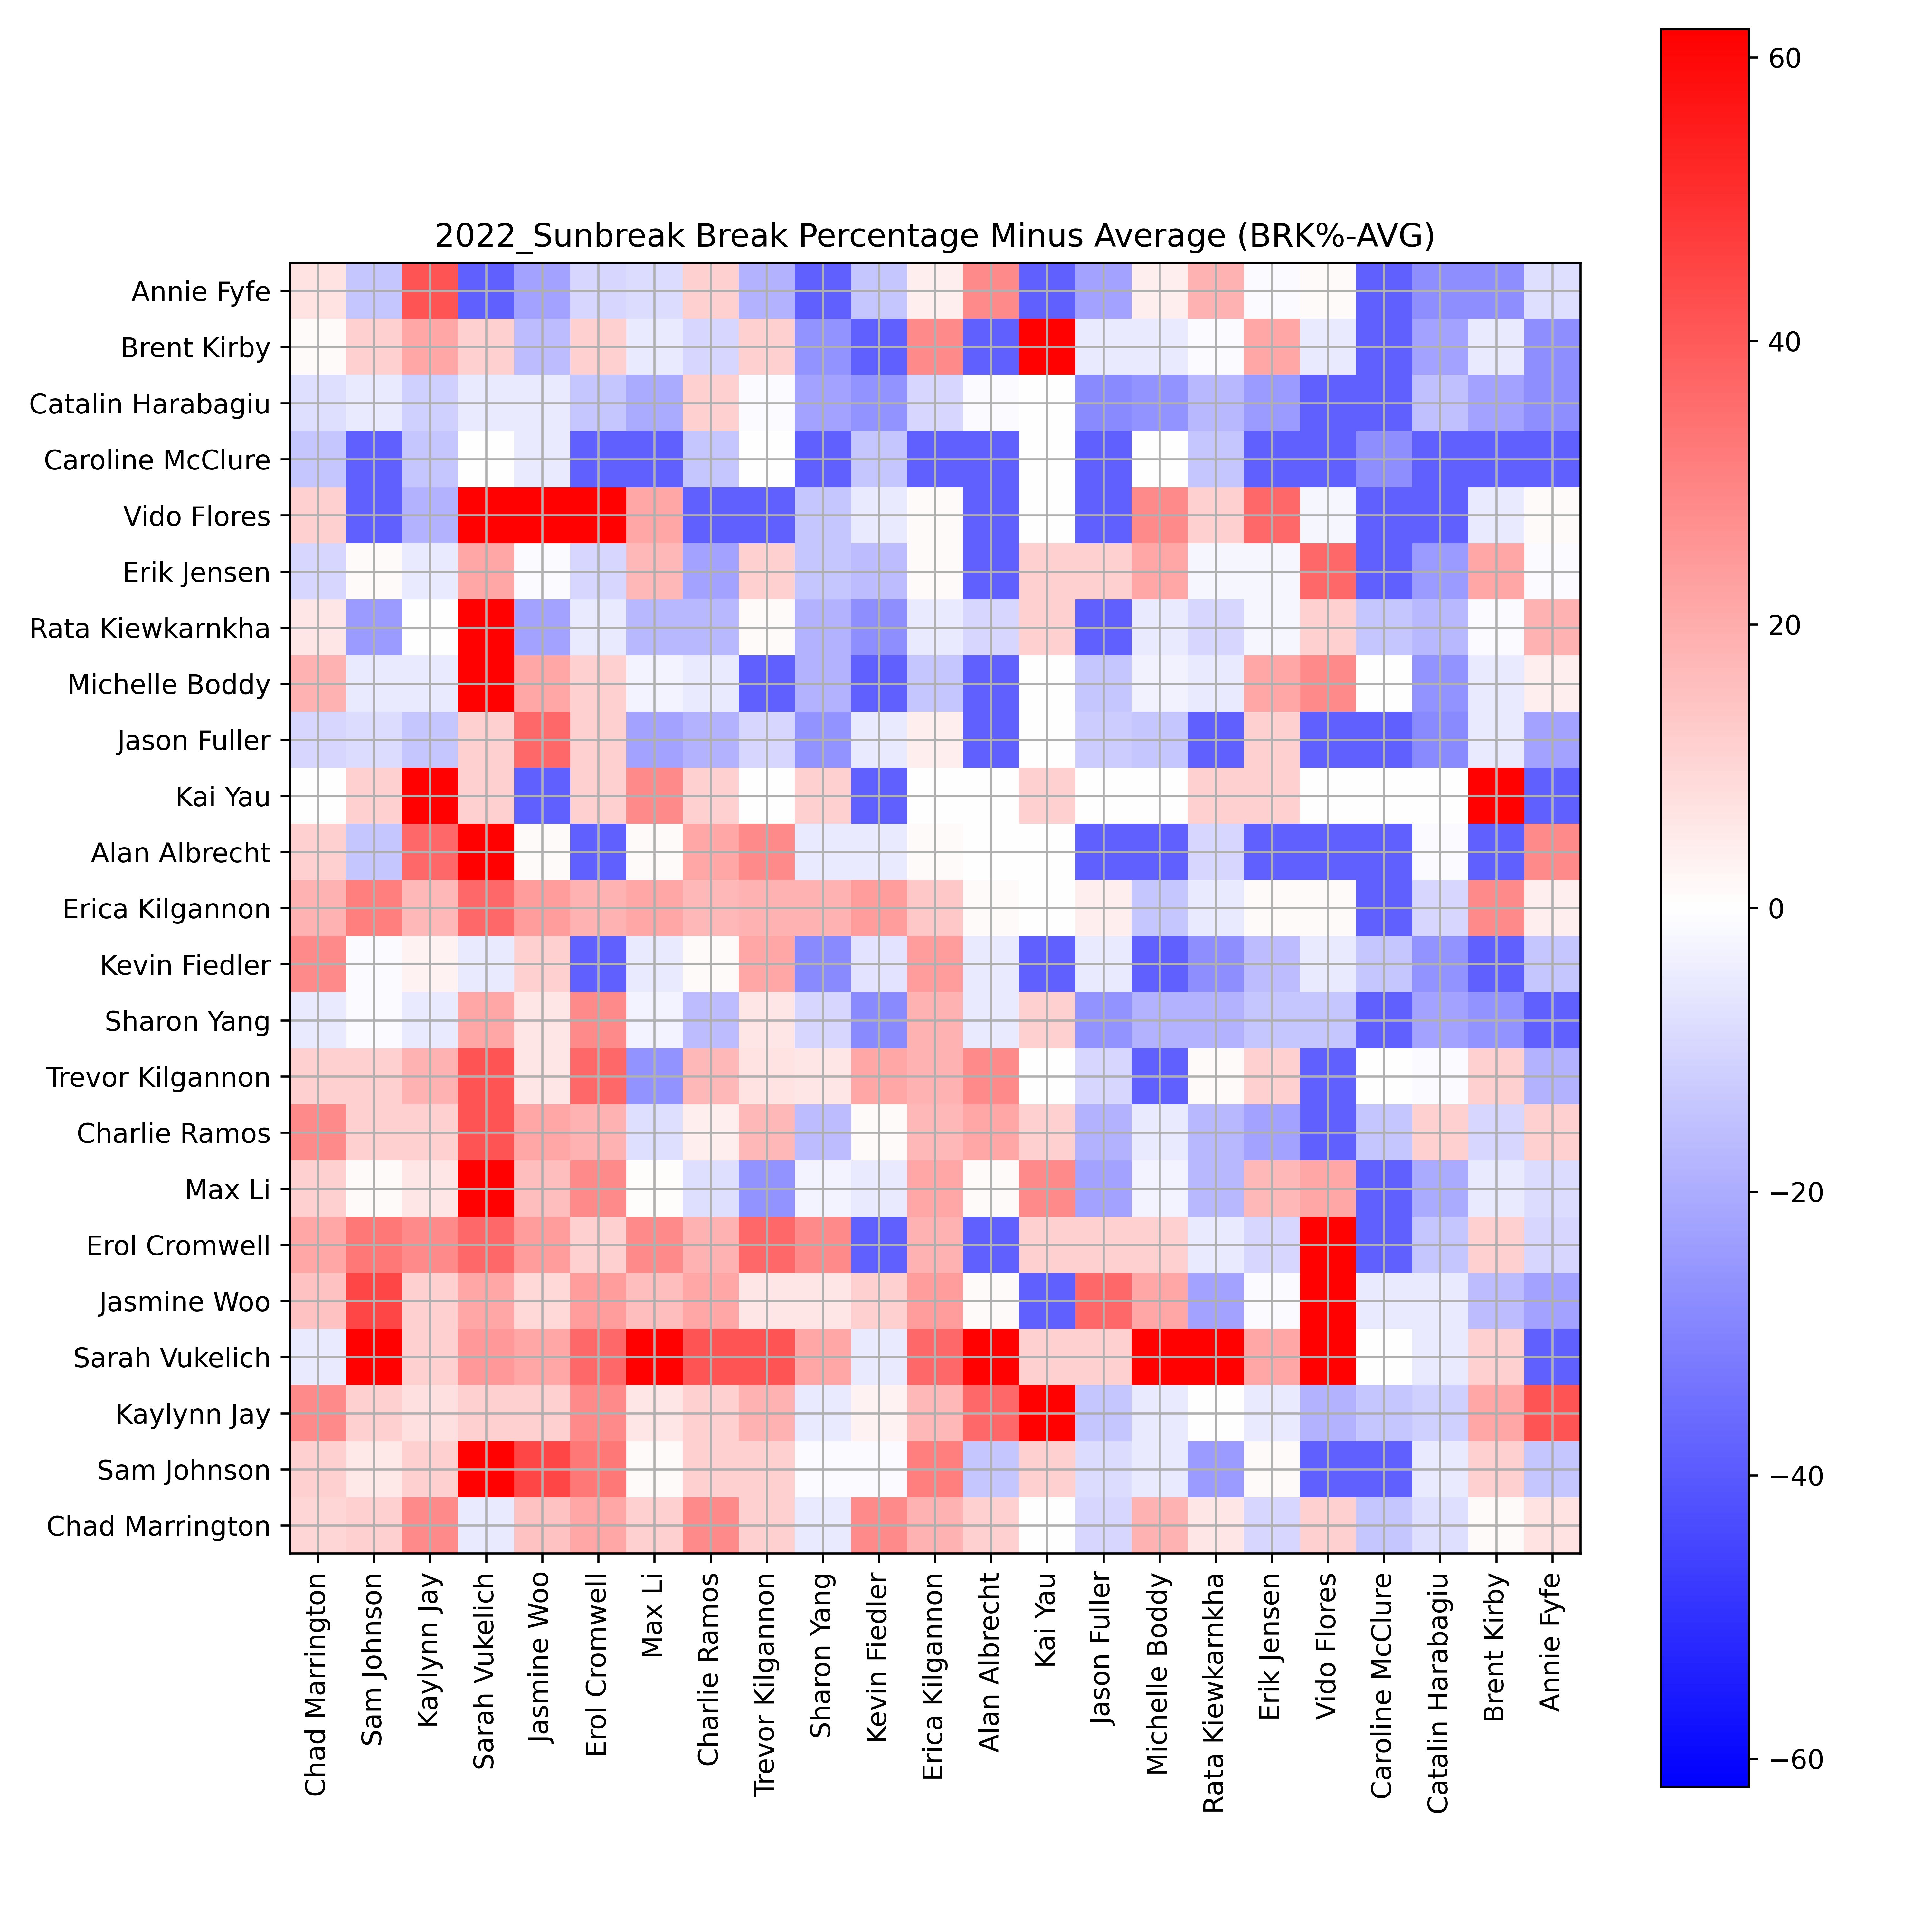 2022_Sunbreak Break Percentage Minus Average (BRK%-AVG)
Annie Fyfe
Brent Kirby
Catalin Harabagiu
Caroline McClure
Vido Flores
Erik Jensen
Rata Kiewkarnkha
Michelle Boddy
Jason Fuller
Kai Yau
Alan Albrecht
Erica Kilgannon
Kevin Fiedler
Sharon Yang
Trevor Kilgannon
Charlie Ramos
Max Li
Erol Cromwell
Jasmine Woo
Sarah Vukelich
Kaylynn Jay
Sam Johnson
Chad Marrington
Chad Marrington
Sam Johnson
Kaylynn Jay
Sarah Vukelich
Jasmine Woo
Erol Cromwell
Max Li
Charlie Ramos
Trevor Kilgannon
Sharon Yang
Kevin Fiedler
Erica Kilgannon
Alan Albrecht
Kai Yau
Jason Fuller
Michelle Boddy
Rata Kiewkarnkha
Erik Jensen
Vido Flores
Caroline McClure
Catalin Harabagiu
Brent Kirby
Annie Fyfe
60
40
20
0
−20
−40
−60